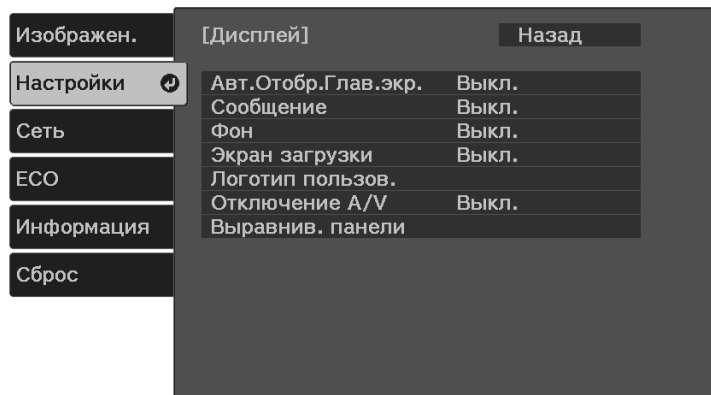 Изображен.
Настройки
Сеть
ECO
Информация
Сброс
[Дисплей] Назад
Авт.Отобр.Глав.экр. Выкл.
Сообщение Выкл.
Фон Выкл.
Экран загрузки Выкл.
Логотип пользов.
Отключение A/V Выкл.
Выравнив. панели